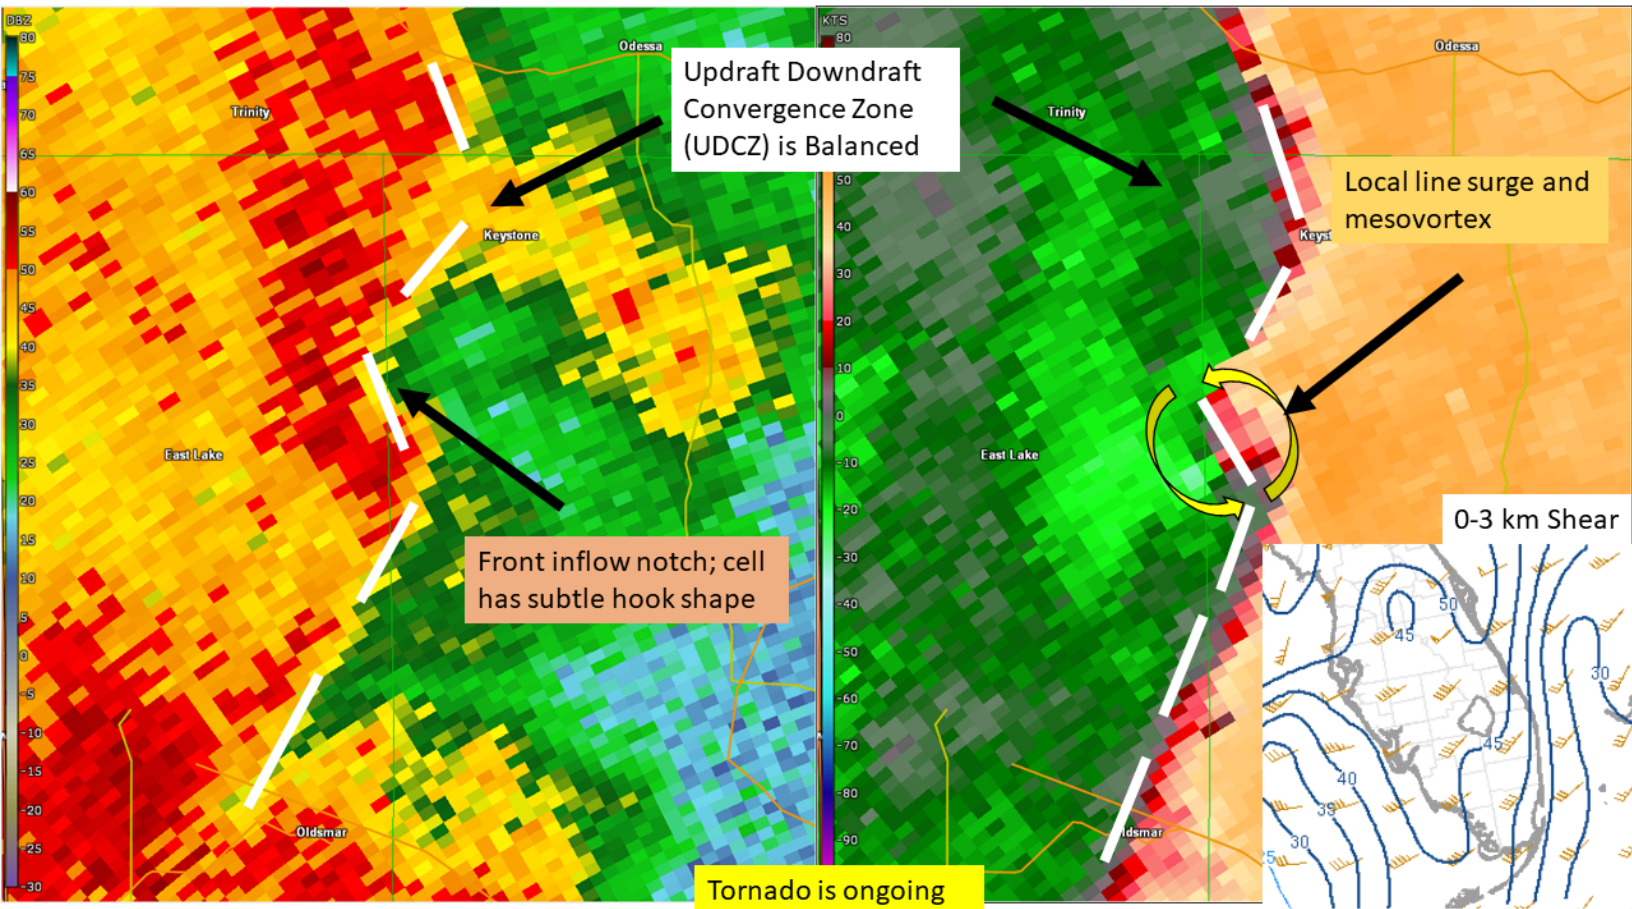 DBZ
80
75
70
65
60
55
50
45
40
35
30
25
20
15
10
5
0
-5
-10
-15
-20
-25
-30
Odessa
Trinity
Keystone
East Lake
Oldsmar
Updraft Downdraft
Convergence Zone
(UDCZ) is Balanced
Front inflow notch; cell
has subtle hook shape
Tornado is ongoing
KTS
80
50
40
30
20
10
0
-10
-20
-30
-40
-50
-60
-70
-80
-90
Odessa
Trinity
Keyst
East Lake
ldsmar
Local line surge and
mesovortex
0-3 km Shear
50
45
30
45
40
35
30
25